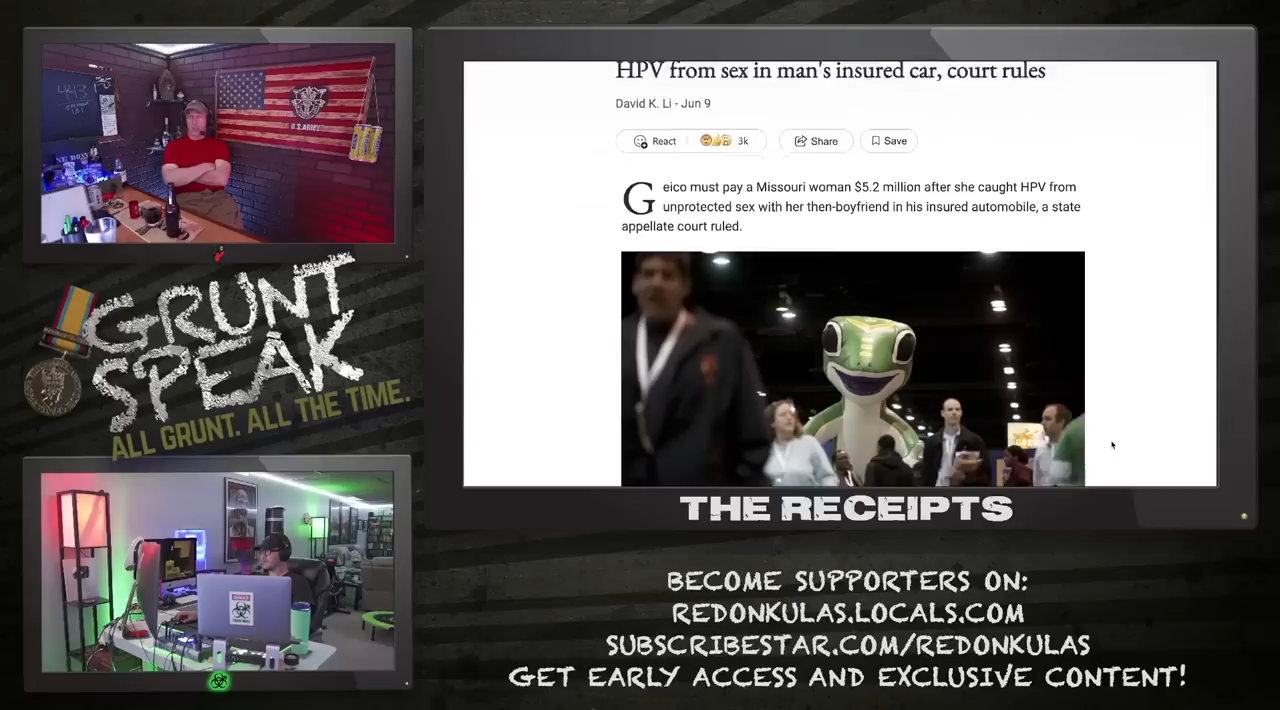 HPV from sex in man's insured car, court rules
David K. Li - Jun 9
React
3k
Share
Save
Geico must pay a Missouri woman $5.2 million after she caught HPV from
unprotected sex with her then-boyfriend in his insured automobile, a state
appellate court ruled.
U.S. ARMY
443
GRUNT
SPEAK
ALL GRUNT. ALL THE TIME.
THE RECEIPTS
BECOME SUPPORTERS ON:
REDONKULAS.LOCALS.COM
SUBSCRIBESTAR.COM/REDONKULAS
GET EARLY ACCESS AND EXCLUSIVE CONTENT!